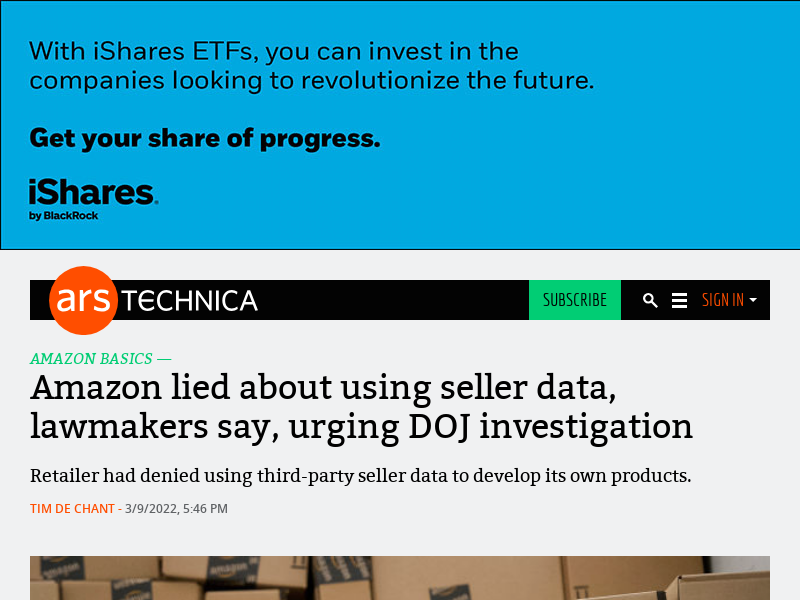 With iShares ETFs, you can invest in the
companies looking to revolutionize the future.
Get your share of progress.
iShares®
by BlackRock
ars TECHNICA
SUBSCRIBE
SIGN IN
AMAZON BASICS —
Amazon lied about using seller data,
lawmakers say, urging DOJ investigation
Retailer had denied using third-party seller data to develop its own products.
TIM DE CHANT - 3/9/2022, 5:46 PM